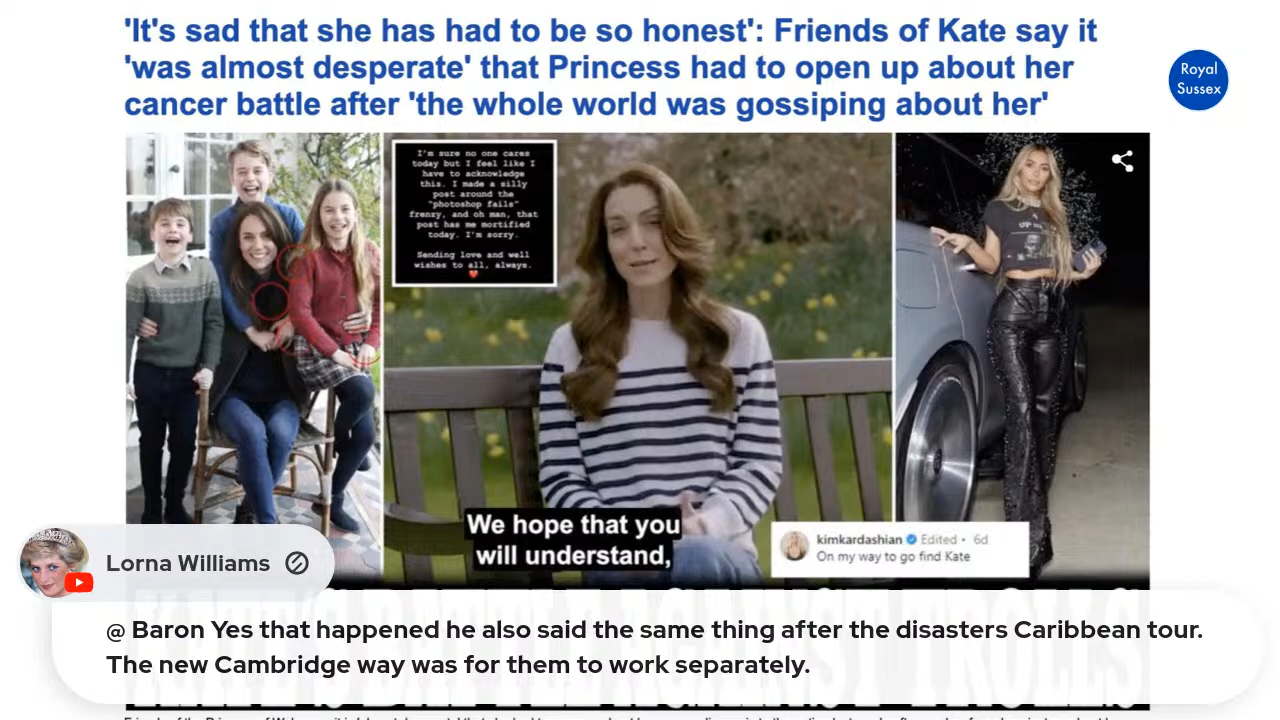 'It's sad that she has had to be so honest': Friends of Kate say it
'was almost desperate' that Princess had to open up about her
cancer battle after 'the whole world was gossiping about her'
Royal
Sussex
I'm sure no one cares
today but I feel like I
have to acknowledge
this. I made a silly
post around the
"photoshop fails"
frenzy, and oh man, that
post has me mortified
today. I'm sorry.
Sending love and well
wishes to all, always.
We hope that you
will understand,
kimkardashian Edited • 6d
On my way to go find Kate
Lorna Williams
@ Baron Yes that happened he also said the same thing after the disasters Caribbean tour.
The new Cambridge way was for them to work separately.